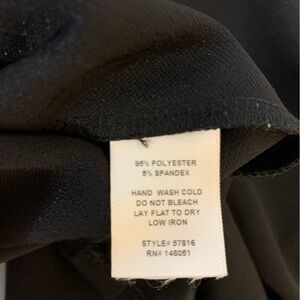 95% POLYESTER
5% SPANDEX
HAND WASH COLD
DO NOT BLEACH
LAY FLAT TO DRY
LOW IRON
STYLE# 57816
RN# 146051